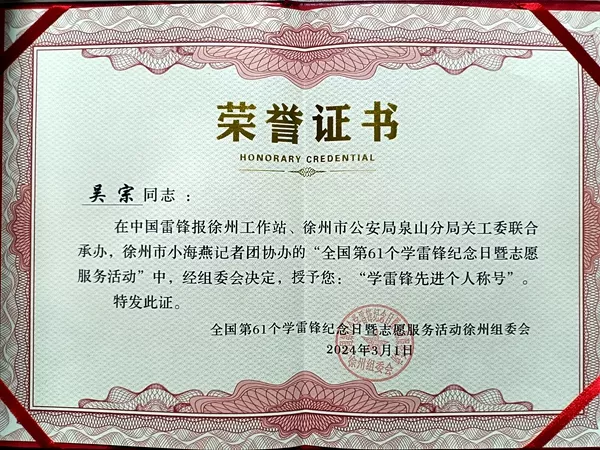 荣誉证书
HONORARY CREDENTIAL
吴宗同志：
在中国雷锋报徐州工作站、徐州市公安局泉山分局关工委联合
承办，徐州市小海燕记者团协办的“全国第61个学雷锋纪念日暨志愿
服务活动”中，经组委会决定，授予您：“学雷锋先进个人称号”。
特发此证。
全国第61个学雷锋纪念日暨志愿服务活动徐州组委会
2024年3月1日
徐州组委会